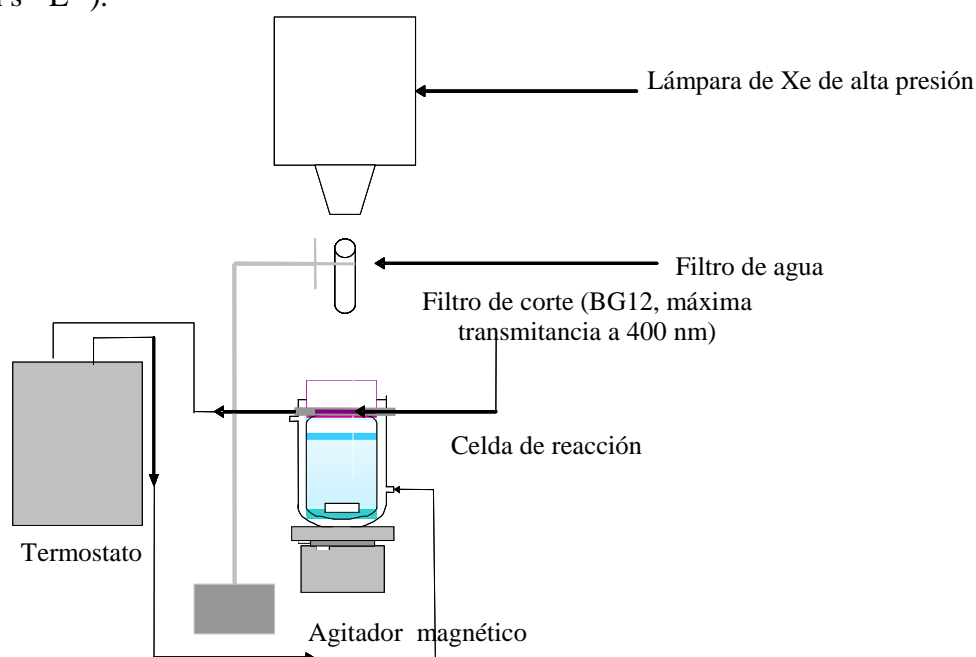 Lámpara de Xe de alta presión
Filtro de agua
Filtro de corte (BG12, máxima
transmitancia a 400 nm)
Celda de reacción
Termostato
Agitador magnético